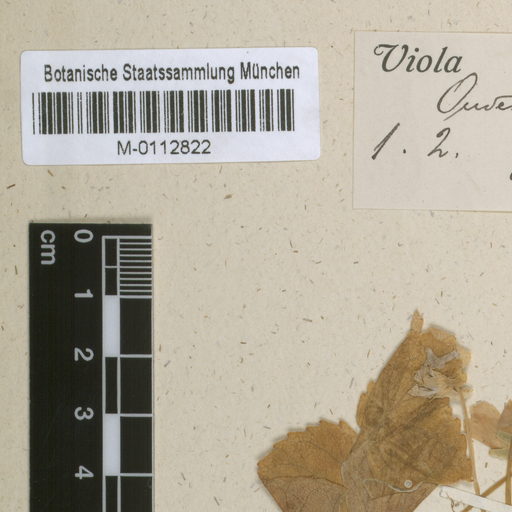 Botanische Staatssammlung München
M-0112822
Viola
1. 2.
cm
0
1
2
3
4